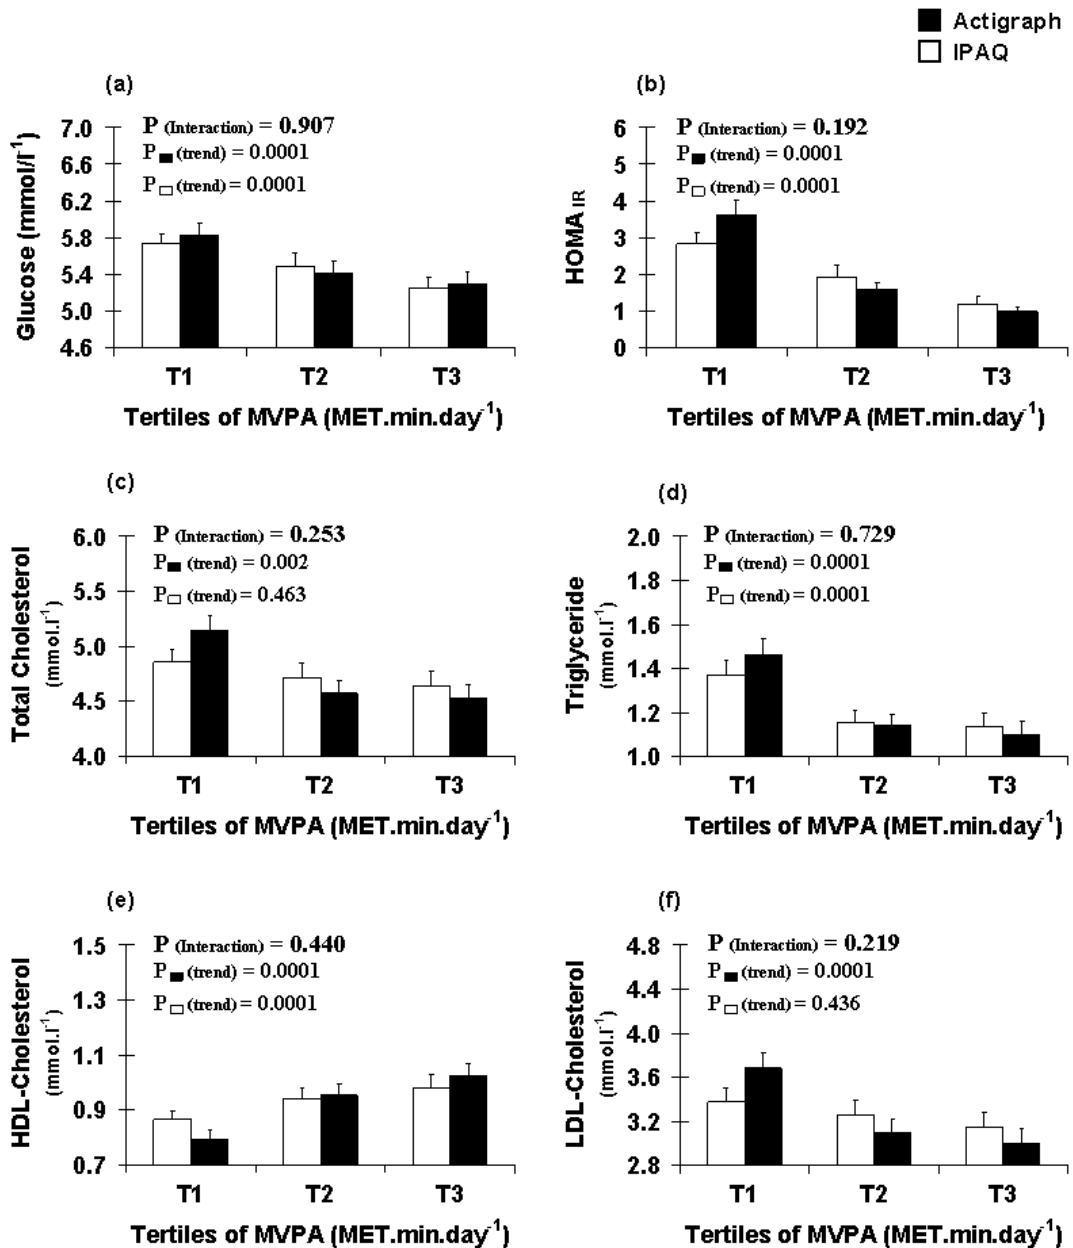 Actigraph
IPAQ
(a)
P (Interaction) = 0.907
P (trend) = 0.0001
P (trend) = 0.0001
Glucose (mmol/l⁻¹)
7.0
6.6
6.2
5.8
5.4
5.0
4.6
T1 T2 T3
Tertiles of MVPA (MET.min.day⁻¹)
(b)
P (Interaction) = 0.192
P (trend) = 0.0001
P (trend) = 0.0001
HOMA IR
6
5
4
3
2
1
0
T1 T2 T3
Tertiles of MVPA (MET.min.day⁻¹)
(c)
P (Interaction) = 0.253
P (trend) = 0.002
P (trend) = 0.463
Total Cholesterol
(mmol.l⁻¹)
6.0
5.5
5.0
4.5
4.0
T1 T2 T3
Tertiles of MVPA (MET.min.day⁻¹)
(d)
P (Interaction) = 0.729
P (trend) = 0.0001
P (trend) = 0.0001
Triglyceride
(mmol.l⁻¹)
2.0
1.8
1.6
1.4
1.2
1.0
T1 T2 T3
Tertiles of MVPA (MET.min.day⁻¹)
(e)
P (Interaction) = 0.440
P (trend) = 0.0001
P (trend) = 0.0001
HDL-Cholesterol
(mmol.l⁻¹)
1.5
1.3
1.1
0.9
0.7
T1 T2 T3
Tertiles of MVPA (MET.min.day⁻¹)
(f)
P (Interaction) = 0.219
P (trend) = 0.0001
P (trend) = 0.436
LDL-Cholesterol
(mmol.l⁻¹)
4.8
4.4
4.0
3.6
3.2
2.8
T1 T2 T3
Tertiles of MVPA (MET.min.day⁻¹)